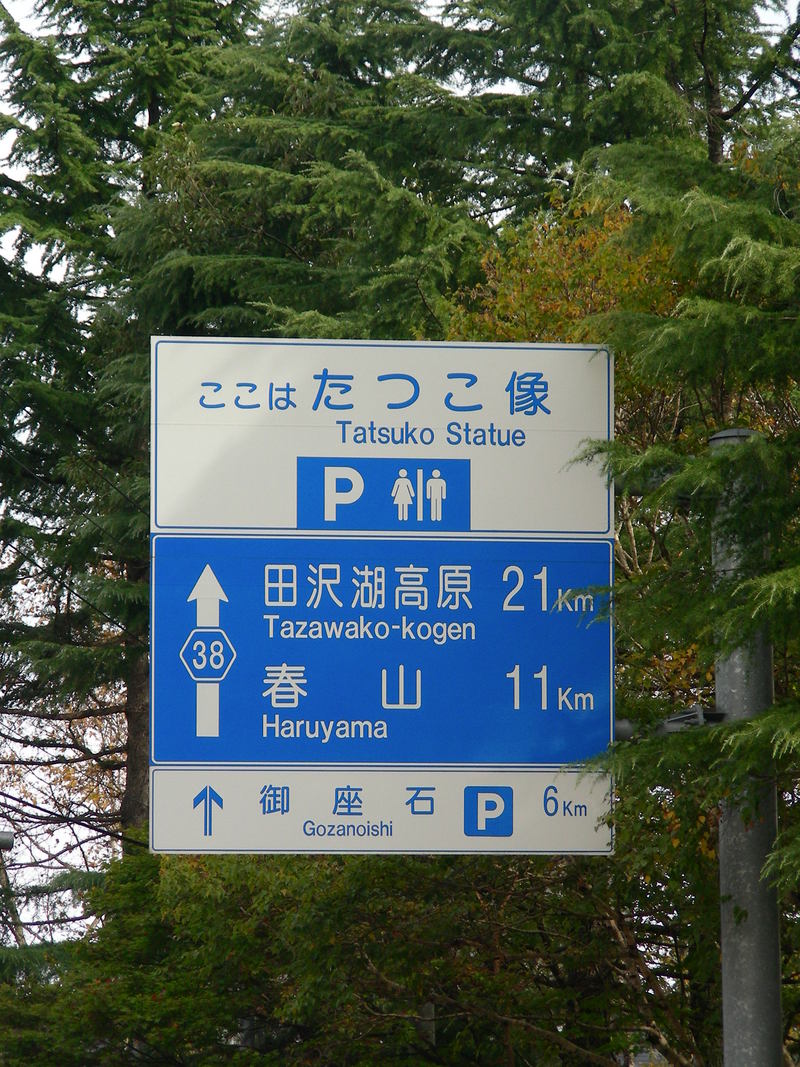 ここは たつこ像
Tatsuko Statue
P
田沢湖高原 21Km
Tazawako-kogen
38
春山 11Km
Haruyama
御座石 P 6Km
Gozanoishi